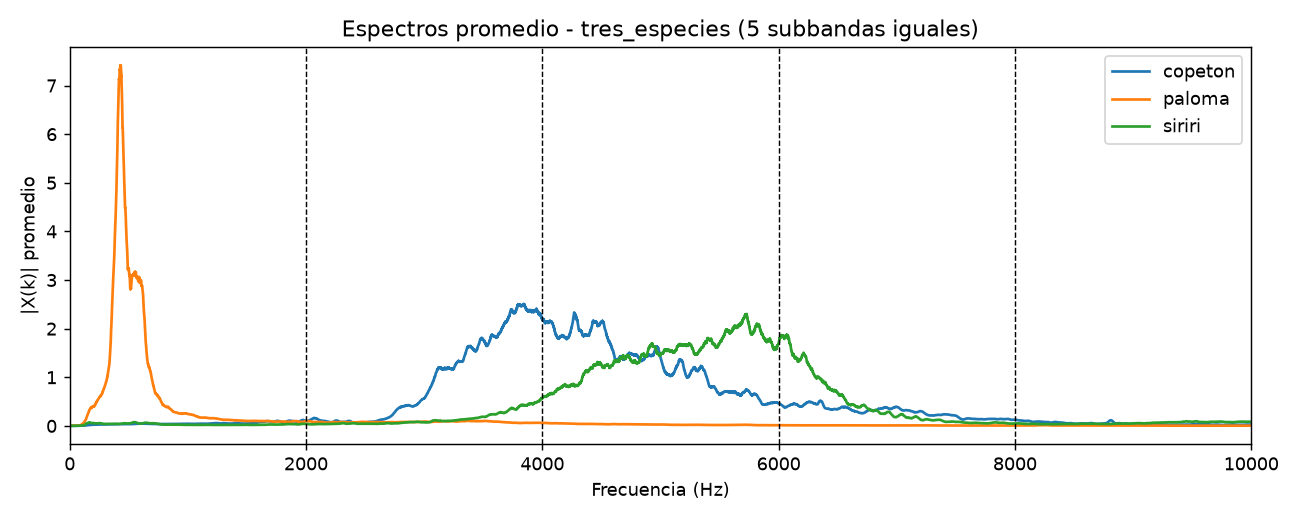 Espectros promedio - tres_especies (5 subbandas iguales)
copeton
paloma
siriri
|X(k)| promedio
7
6
5
4
3
2
1
0
0 2000 4000 6000 8000 10000
Frecuencia (Hz)